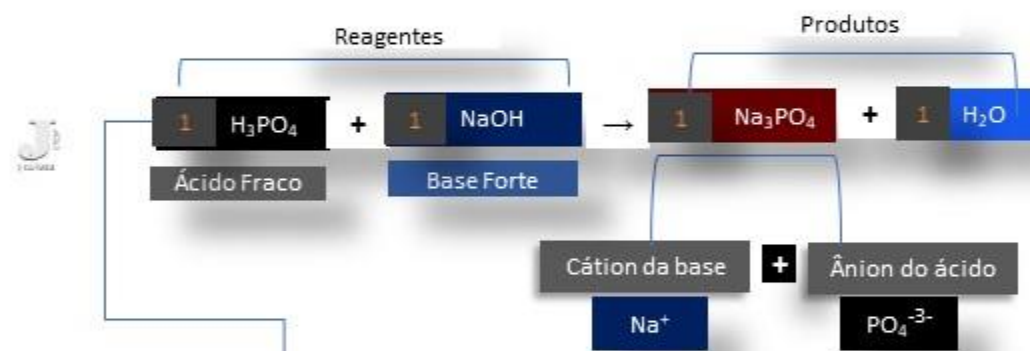 Reagentes
Produtos
1 H₃PO₄ + 1 NaOH → 1 Na₃PO₄ + 1 H₂O
Ácido Fraco
Base Forte
Cátion da base + Ânion do ácido
Na⁺
PO₄⁻³⁻